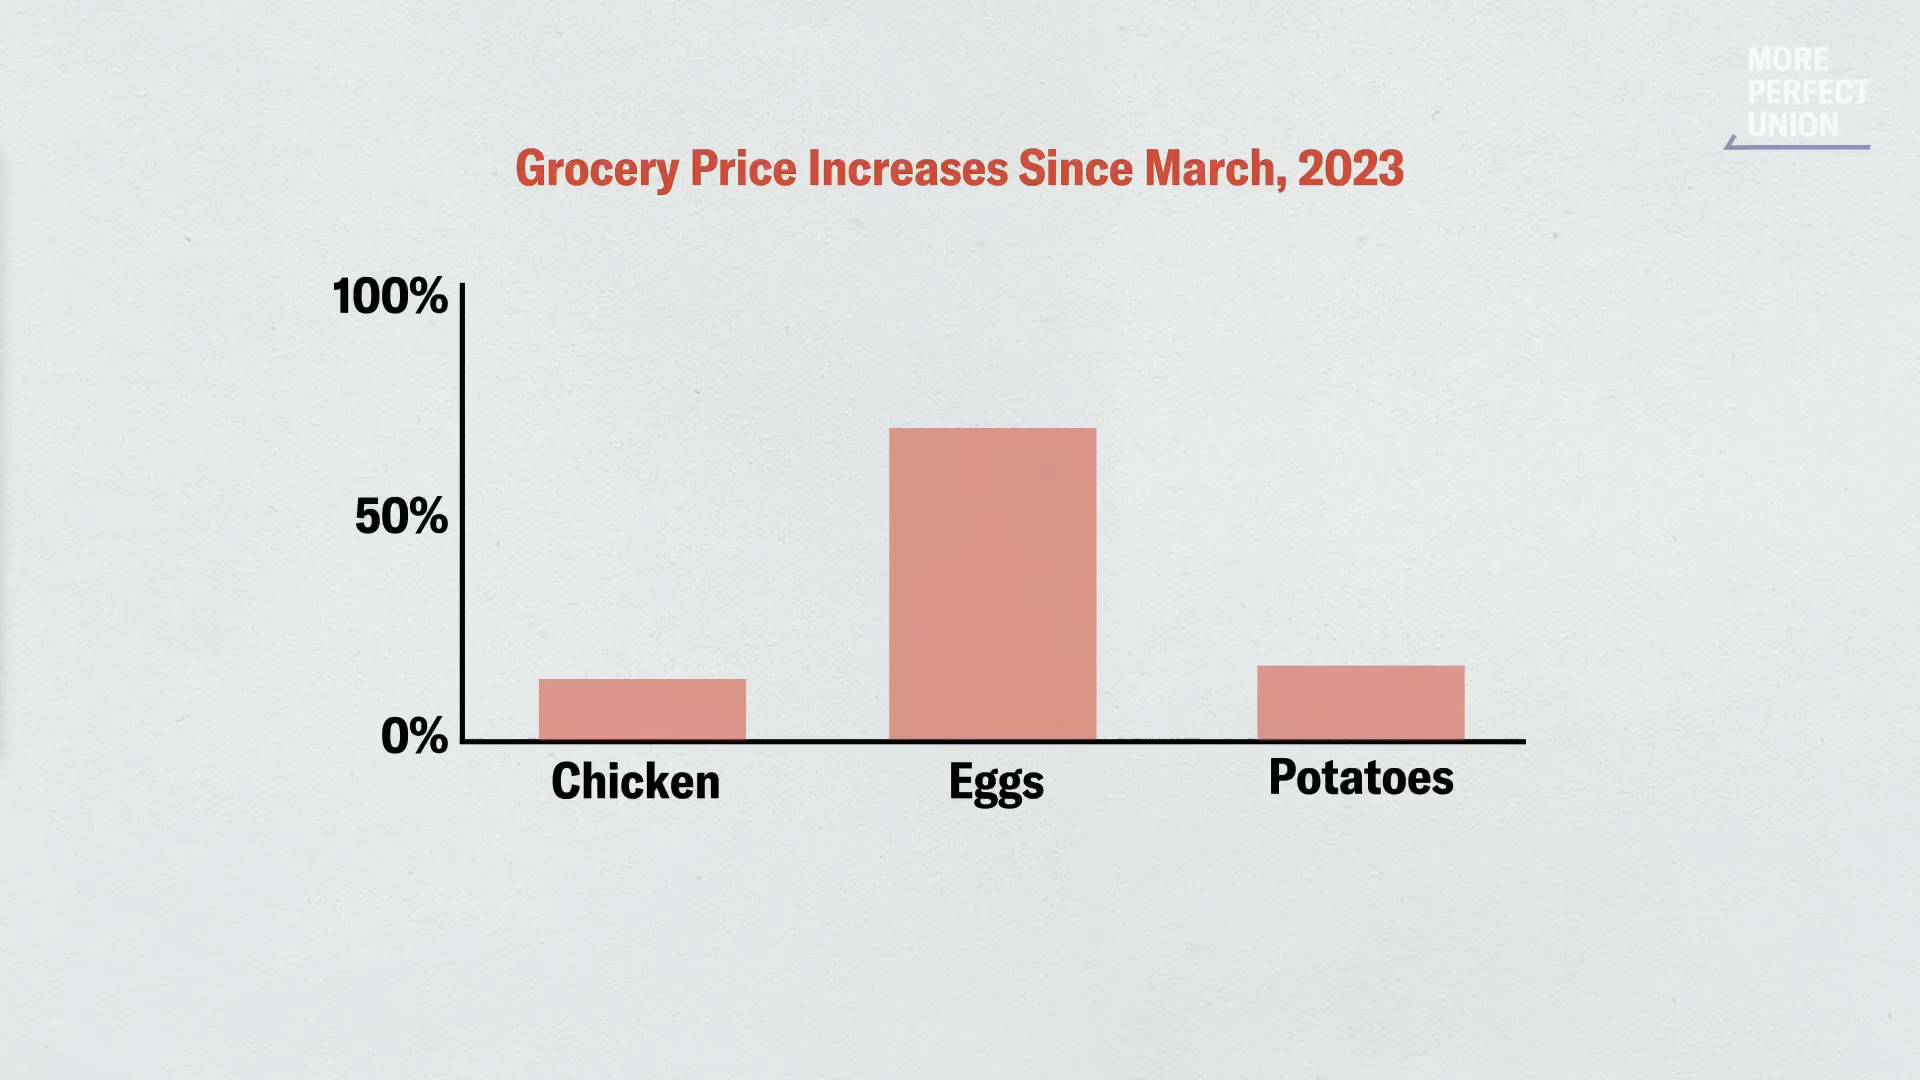 MORE
PERFECT
UNION
Grocery Price Increases Since March, 2023
100%
50%
0%
Chicken
Eggs
Potatoes